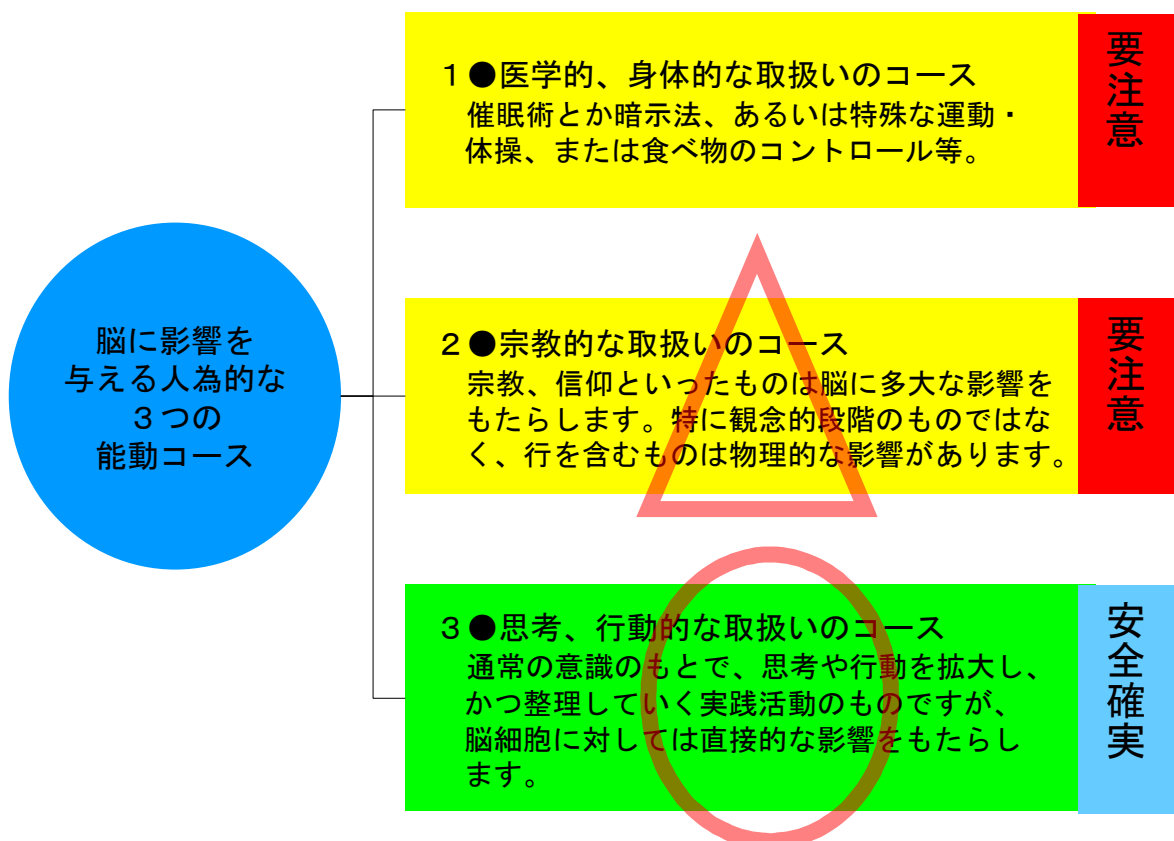 脳に影響を
与える人為的な
３つの
能動コース
１●医学的、身体的な取扱いのコース
催眠術とか暗示法、あるいは特殊な運動・
体操、または食べ物のコントロール等。
要注意
２●宗教的な取扱いのコース
宗教、信仰といったものは脳に多大な影響を
もたらします。特に観念的段階のものではな
く、行を含むものは物理的な影響があります。
要注意
３●思考、行動的な取扱いのコース
通常の意識のもとで、思考や行動を拡大し、
かつ整理していく実践活動のものですが、
脳細胞に対しては直接的な影響をもたらし
ます。
安全確実